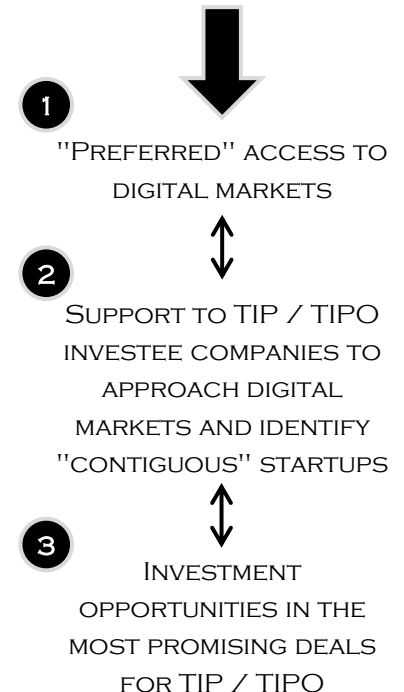 1
"Preferred" access to
digital markets
2
Support to TIP / TIPO
investee companies to
approach digital
markets and identify
"contiguous" startups
3
Investment
opportunities in the
most promising deals
for TIP / TIPO